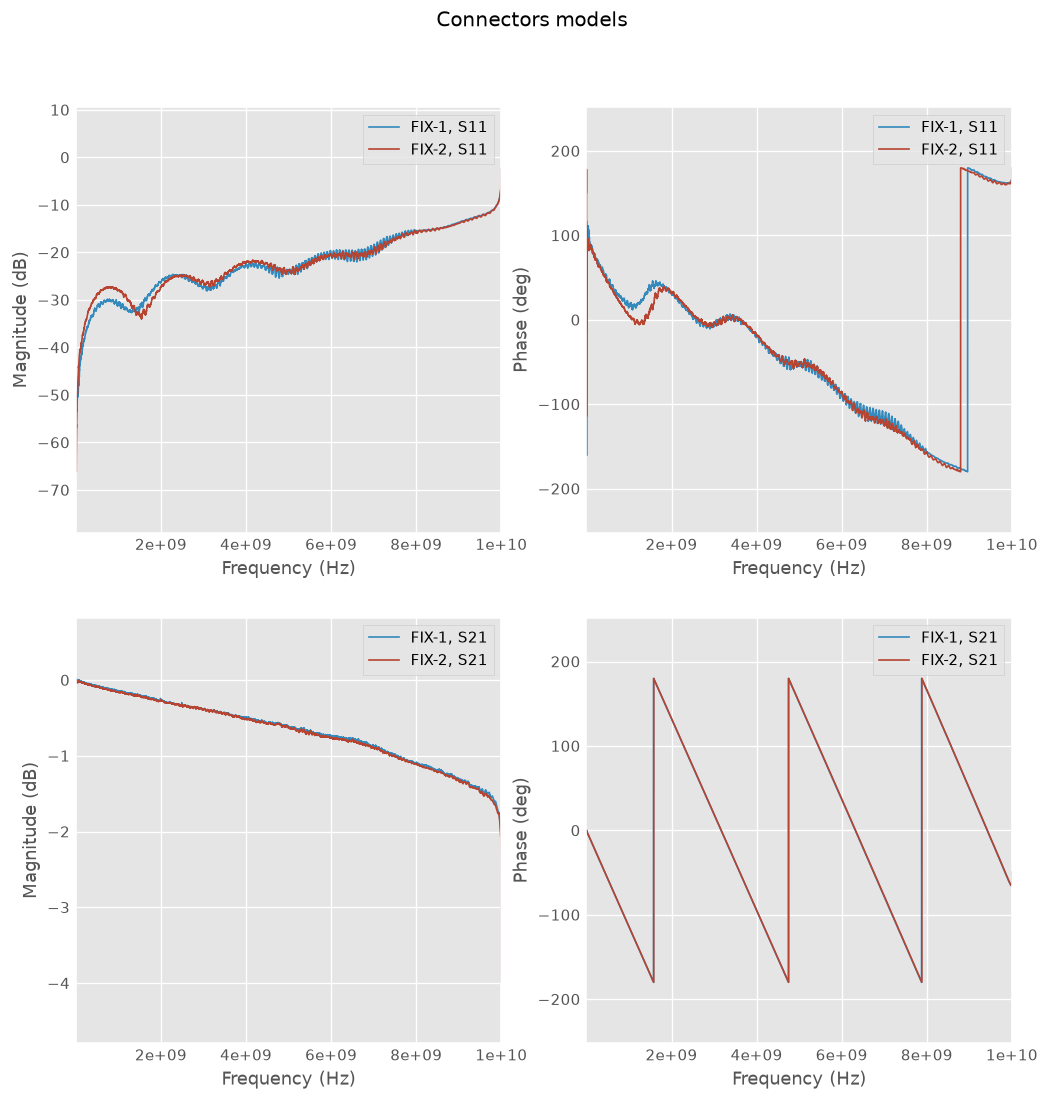 Connectors models
10
0
−10
−20
−30
−40
−50
−60
−70
Magnitude (dB)
FIX-1, S11
FIX-2, S11
2e+09 4e+09 6e+09 8e+09 1e+10
Frequency (Hz)
200
100
0
−100
−200
Phase (deg)
FIX-1, S11
FIX-2, S11
2e+09 4e+09 6e+09 8e+09 1e+10
Frequency (Hz)
0
−1
−2
−3
−4
Magnitude (dB)
FIX-1, S21
FIX-2, S21
2e+09 4e+09 6e+09 8e+09 1e+10
Frequency (Hz)
200
100
0
−100
−200
Phase (deg)
FIX-1, S21
FIX-2, S21
2e+09 4e+09 6e+09 8e+09 1e+10
Frequency (Hz)